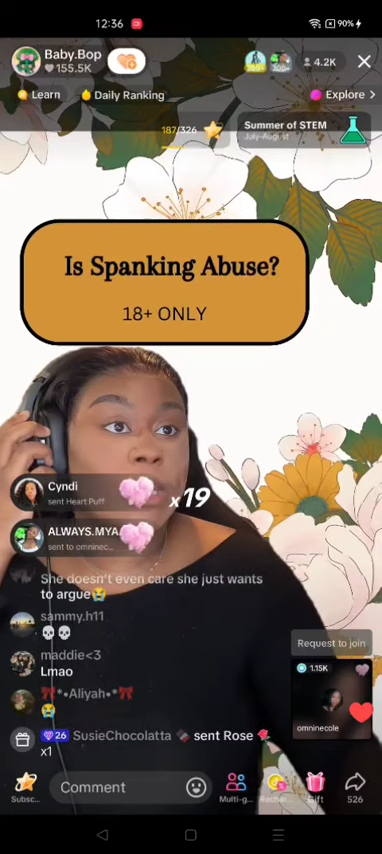 12:36
90%
Baby.Bop
155.5K
4.2K
Learn
Daily Ranking
Explore >
187/326
Summer of STEM
July-August
Is Spanking Abuse?
18+ ONLY
Cyndi
sent Heart Puff
x19
ALWAYS.MYA
sent to omninec...
She doesn't even care she just wants
to argue😭
sammy.h11
💀💀
maddie<3
Lmao
🎀*•Aliyah•*🎀
😭
Request to join
1.15K
omninecole
26 SusieChocolatta 🍫 sent Rose 🌹
x1
Subsc...
Comment
Multi-g...
Gift
526